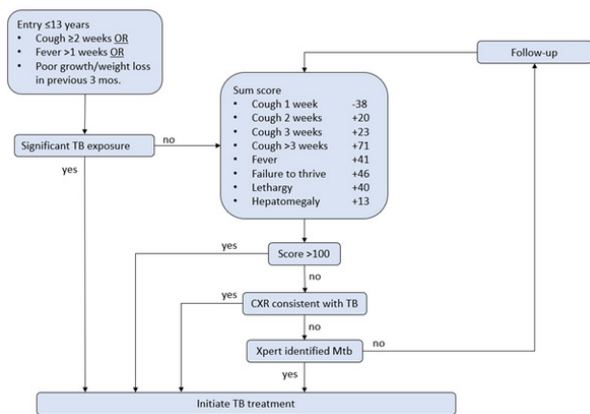 Entry ≤13 years
• Cough ≥2 weeks OR
• Fever >1 weeks OR
• Poor growth/weight loss
in previous 3 mos.
Follow-up
Sum score
• Cough 1 week -38
• Cough 2 weeks +20
• Cough 3 weeks +23
• Cough >3 weeks +71
• Fever +41
• Failure to thrive +46
• Lethargy +40
• Hepatomegaly +13
Significant TB exposure
no
yes
yes
Score >100
no
yes
CXR consistent with TB
no
Xpert identified Mtb
no
yes
Initiate TB treatment